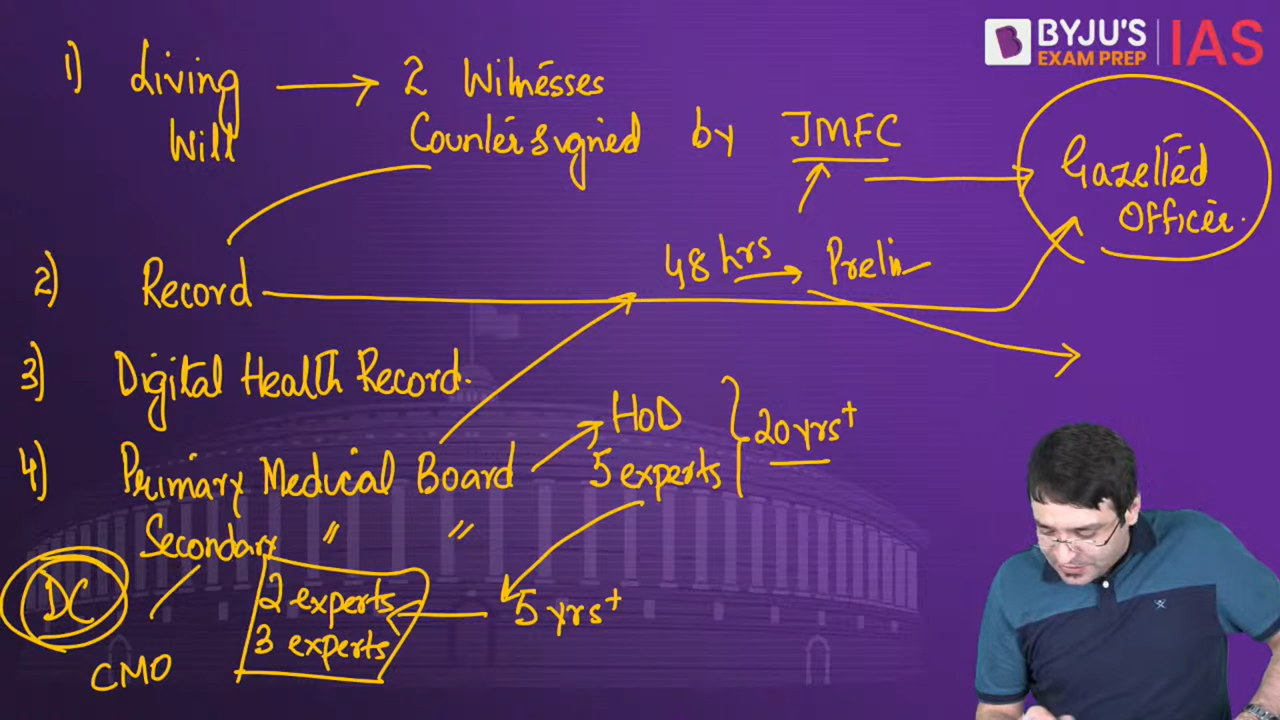 BYJU'S
EXAM PREP
IAS
1) Living → 2 Witnesses
Will Countersigned by JMFC
Gazetted
Officer.
48 hrs → Prelim
2) Record
3) Digital Health Record.
HoD
20 yrs+
4) Primary Medical Board
5 experts
Secondary " "
DC
2 experts
5 yrs+
3 experts
CMO